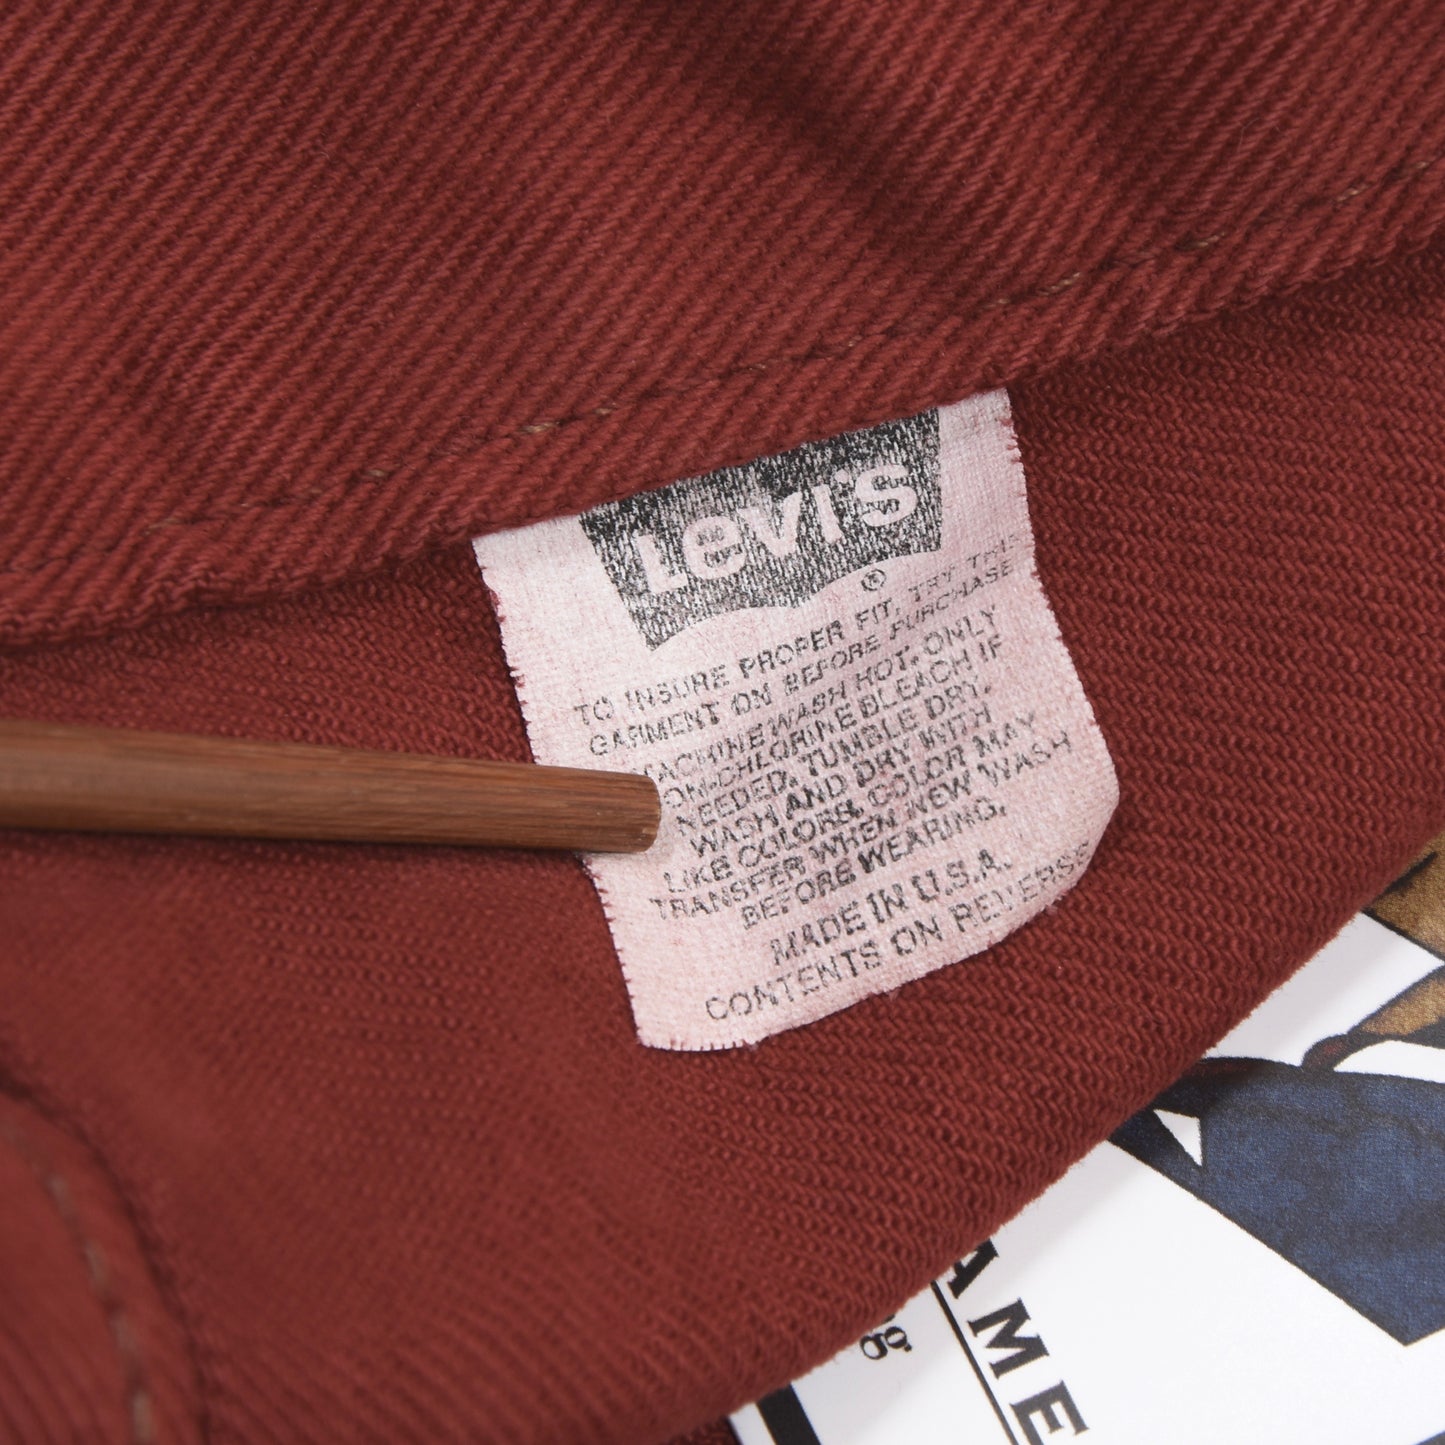 Levi's
®
TO INSURE PROPER FIT, TRY THIS
GARMENT ON BEFORE PURCHASE
MACHINE WASH HOT. ONLY
NON-CHLORINE BLEACH IF
NEEDED. TUMBLE DRY.
WASH AND DRY WITH
LIKE COLORS. COLOR MAY
TRANSFER WHEN NEW WASH
BEFORE WEARING.
MADE IN U.S.A.
CONTENTS ON REVERSE
AME